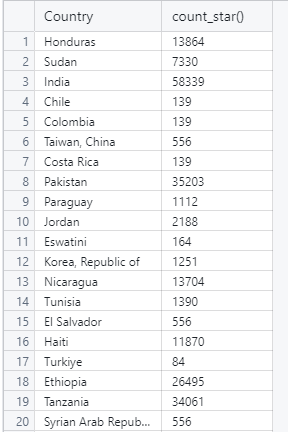 Country count_star()
1 Honduras 13864
2 Sudan 7330
3 India 58339
4 Chile 139
5 Colombia 139
6 Taiwan, China 556
7 Costa Rica 139
8 Pakistan 35203
9 Paraguay 1112
10 Jordan 2188
11 Eswatini 164
12 Korea, Republic of 1251
13 Nicaragua 13704
14 Tunisia 1390
15 El Salvador 556
16 Haiti 11870
17 Turkiye 84
18 Ethiopia 26495
19 Tanzania 34061
20 Syrian Arab Repub... 556